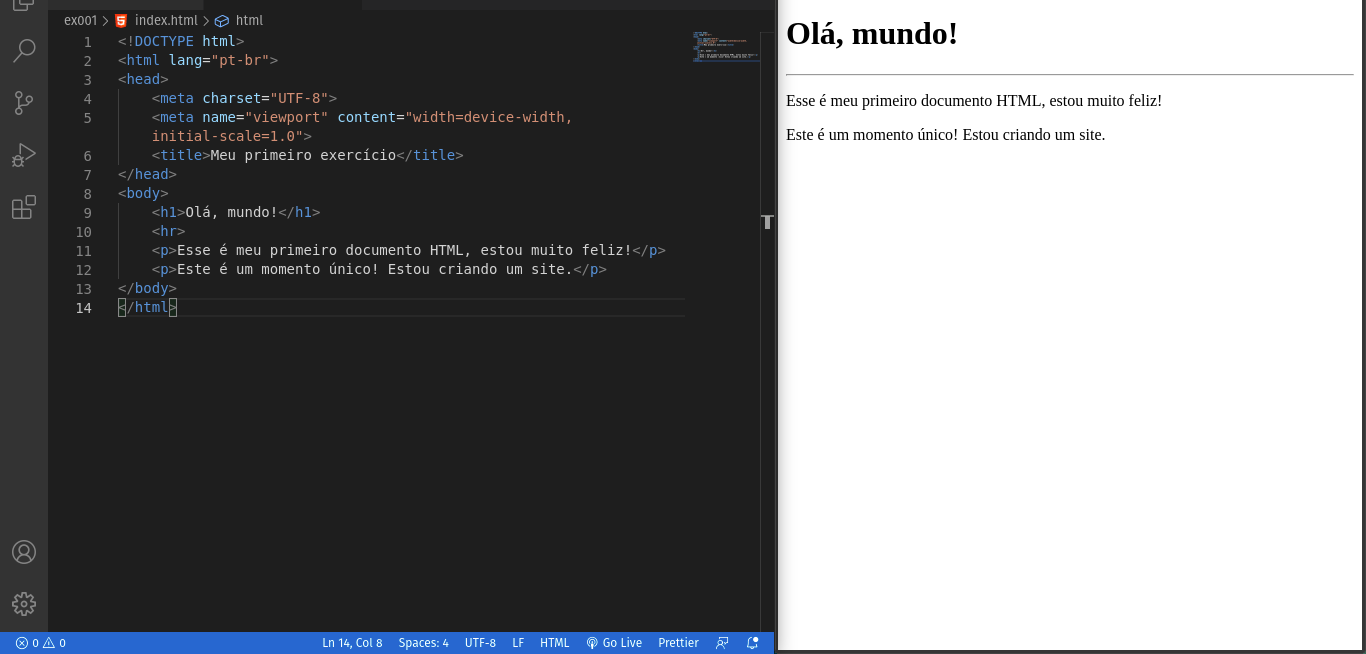 ex001 > index.html > html
1 <!DOCTYPE html>
2 <html lang="pt-br">
3 <head>
4 <meta charset="UTF-8">
5 <meta name="viewport" content="width=device-width,
initial-scale=1.0">
6 <title>Meu primeiro exercício</title>
7 </head>
8 <body>
9 <h1>Olá, mundo!</h1>
10 <hr>
11 <p>Esse é meu primeiro documento HTML, estou muito feliz!</p>
12 <p>Este é um momento único! Estou criando um site.</p>
13 </body>
14 </html>
0 0 Ln 14, Col 8 Spaces: 4 UTF-8 LF HTML Go Live Prettier
Olá, mundo!
Esse é meu primeiro documento HTML, estou muito feliz!
Este é um momento único! Estou criando um site.